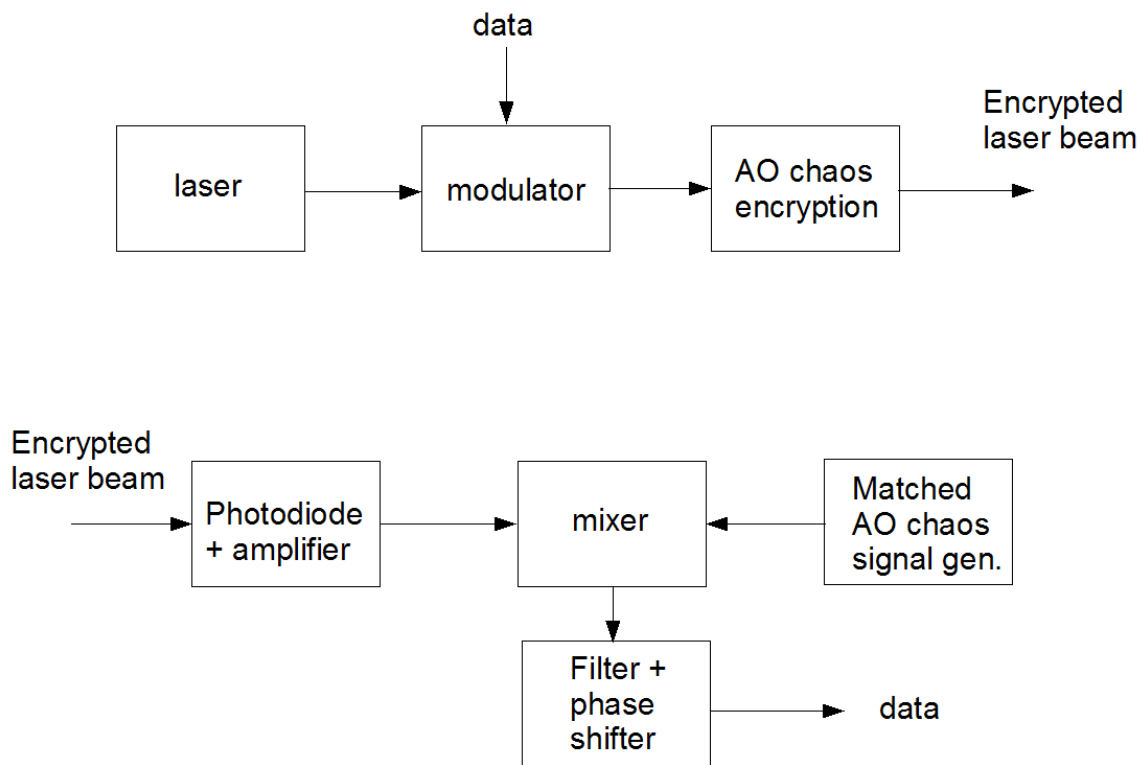 data
Encrypted
laser beam
laser
modulator
AO chaos
encryption
Encrypted
laser beam
Photodiode
+ amplifier
mixer
Matched
AO chaos
signal gen.
Filter +
phase
shifter
data